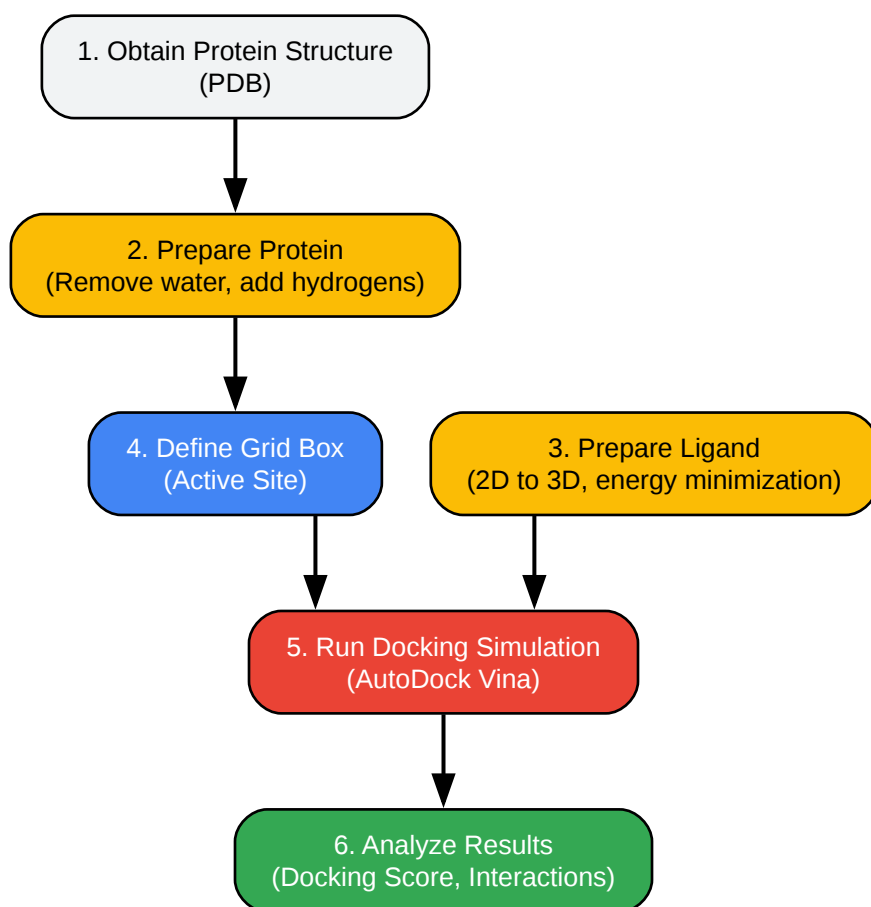 1. Obtain Protein Structure
(PDB)
2. Prepare Protein
(Remove water, add hydrogens)
4. Define Grid Box
(Active Site)
3. Prepare Ligand
(2D to 3D, energy minimization)
5. Run Docking Simulation
(AutoDock Vina)
6. Analyze Results
(Docking Score, Interactions)